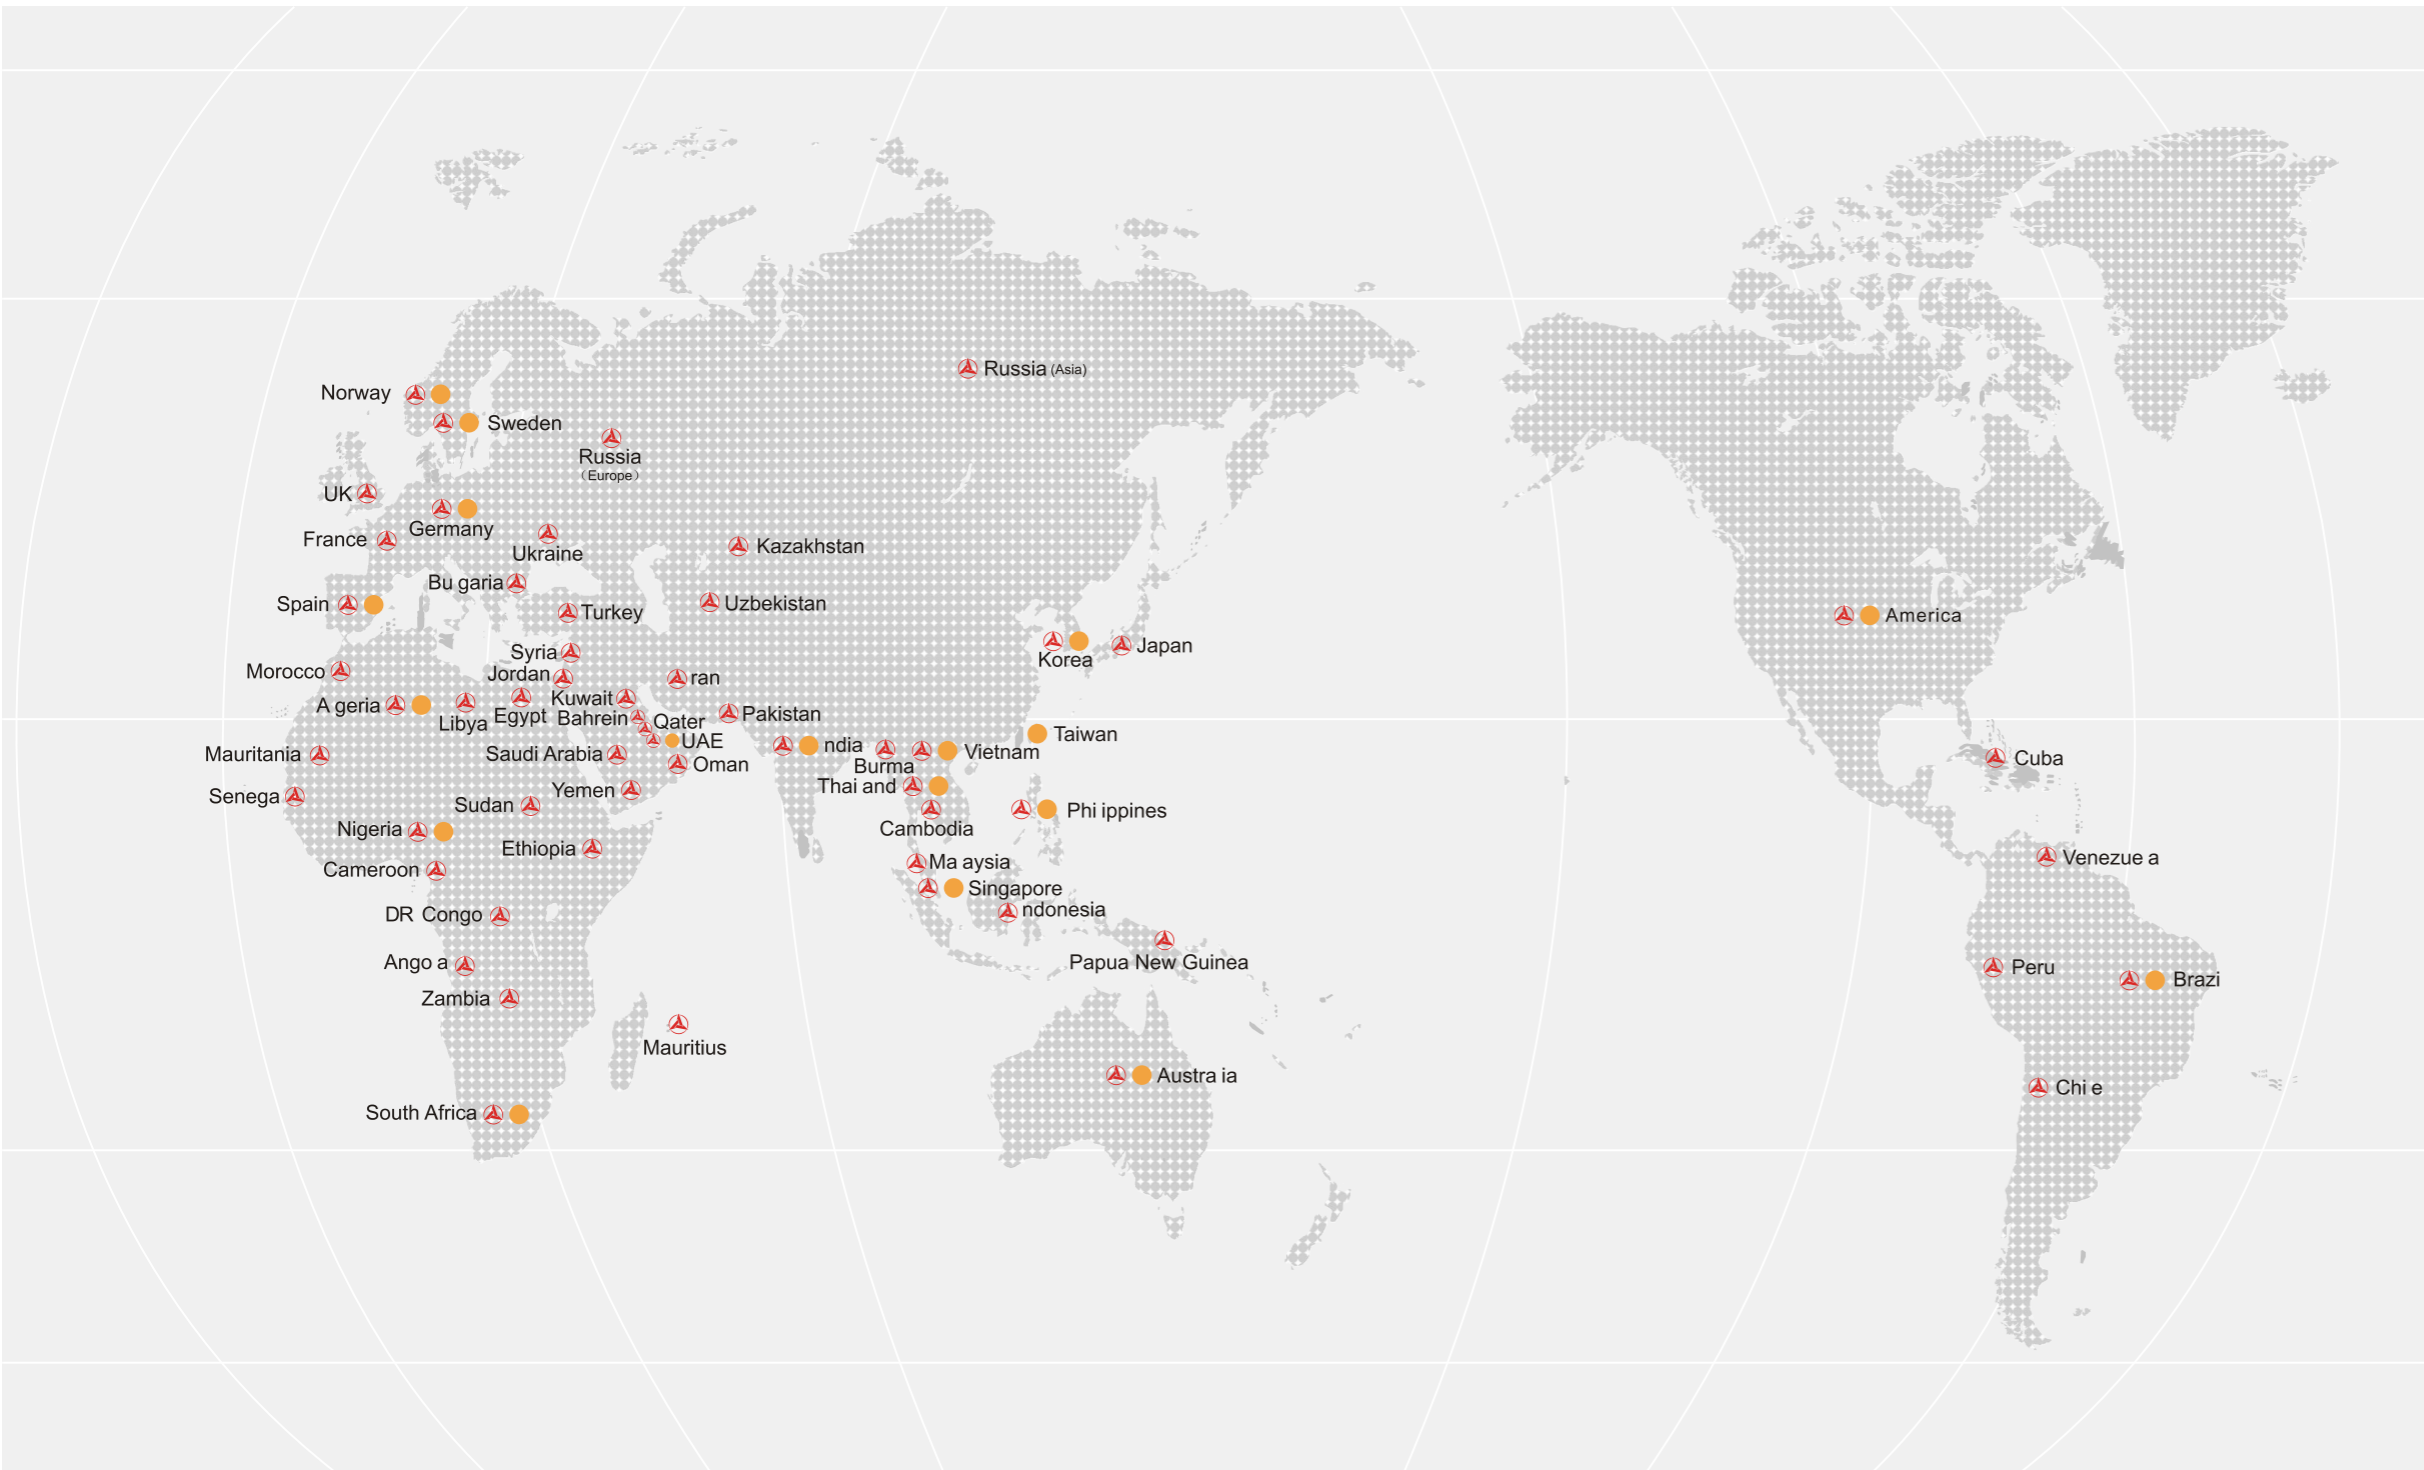 Russia (Asia)
Norway
Sweden
Russia
(Europe)
UK
Germany
France
Ukraine
Kazakhstan
Bu garia
Spain
Turkey
Uzbekistan
America
Korea
Japan
Syria
Morocco
Jordan
ran
A geria
Libya
Egypt
Kuwait
Bahrein
Qater
Pakistan
UAE
Taiwan
Mauritania
Saudi Arabia
Oman
ndia
Burma
Vietnam
Cuba
Senega
Sudan
Yemen
Thai and
Phi ippines
Nigeria
Cambodia
Ethiopia
Cameroon
Ma aysia
Venezue a
Singapore
DR Congo
ndonesia
Ango a
Papua New Guinea
Peru
Brazi
Zambia
Mauritius
Austra ia
Chi e
South Africa